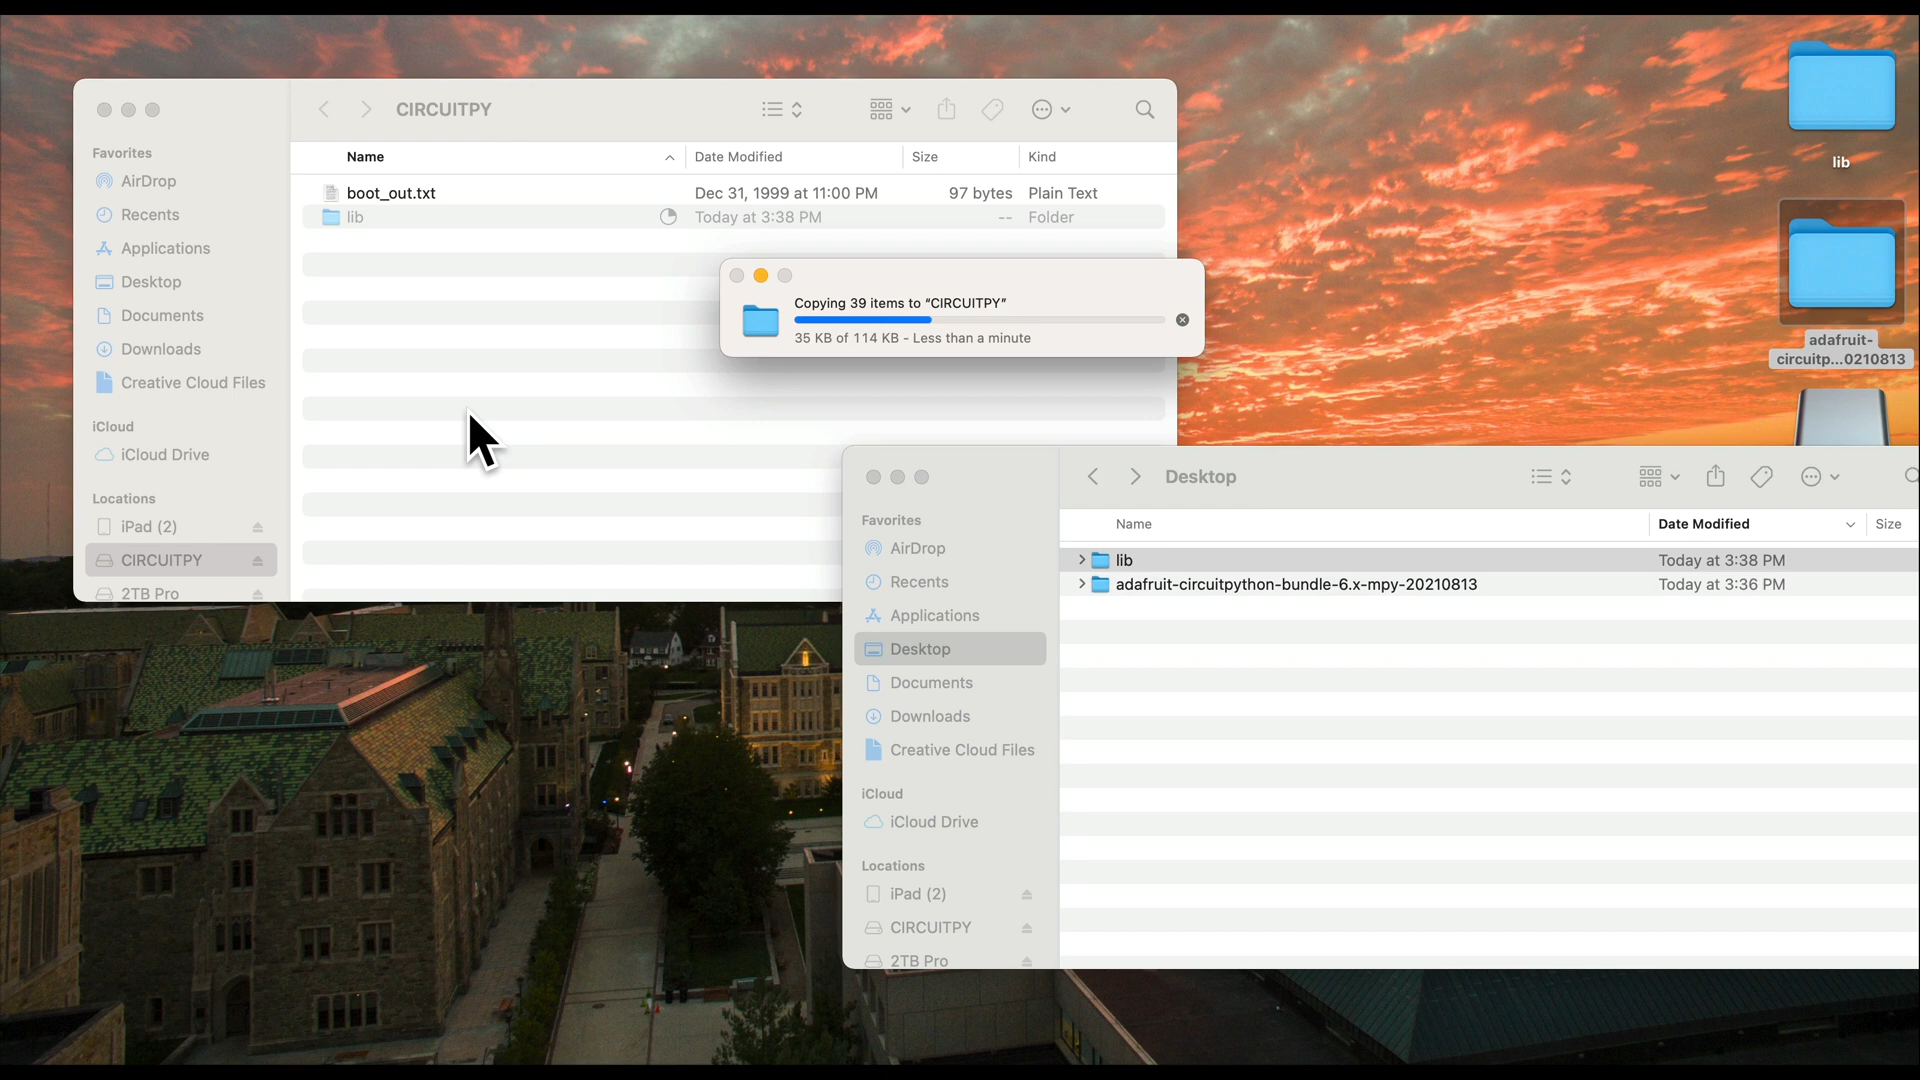 CIRCUITPY
Favorites
AirDrop
Recents
Applications
Desktop
Documents
Downloads
Creative Cloud Files
iCloud
iCloud Drive
Locations
iPad (2)
CIRCUITPY
2TB Pro
Name Date Modified Size Kind
boot_out.txt Dec 31, 1999 at 11:00 PM 97 bytes Plain Text
lib Today at 3:38 PM -- Folder
Copying 39 items to “CIRCUITPY”
35 KB of 114 KB - Less than a minute
lib
adafruit-
circuitp...0210813
Desktop
Favorites
AirDrop
Recents
Applications
Desktop
Documents
Downloads
Creative Cloud Files
iCloud
iCloud Drive
Locations
iPad (2)
CIRCUITPY
2TB Pro
Name Date Modified Size
lib Today at 3:38 PM
adafruit-circuitpython-bundle-6.x-mpy-20210813 Today at 3:36 PM